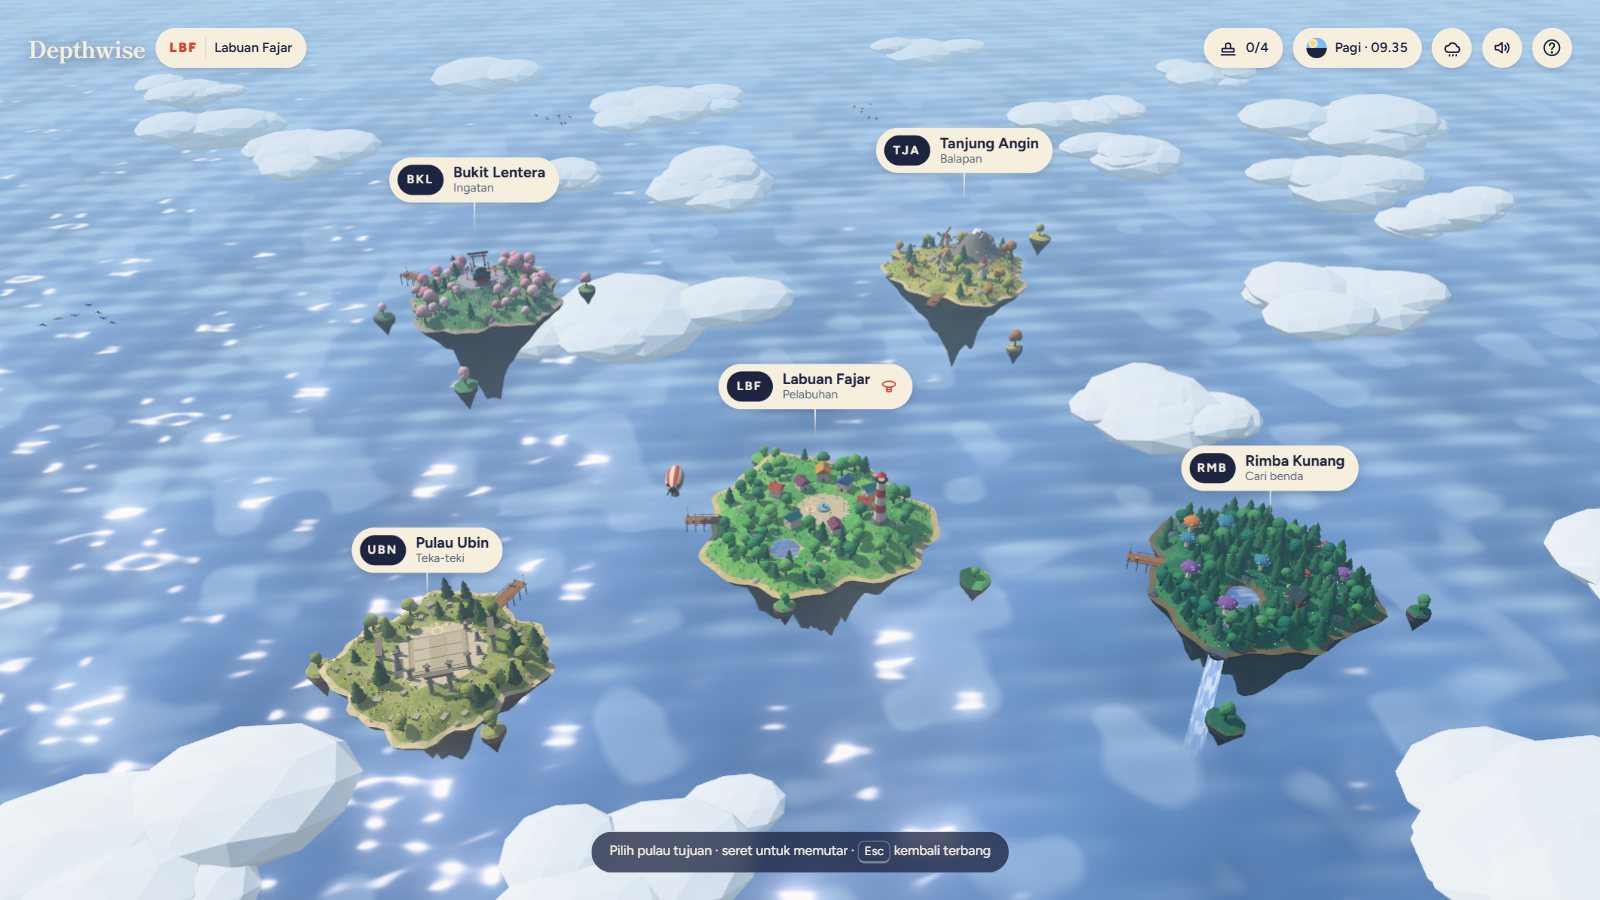 Depthwise
LBF Labuan Fajar
0/4
Pagi · 09.35
TJA Tanjung Angin
Balapan
BKL Bukit Lentera
Ingatan
LBF Labuan Fajar
Pelabuhan
RMB Rimba Kunang
Cari benda
UBN Pulau Ubin
Teka-teki
Pilih pulau tujuan · seret untuk memutar · Esc kembali terbang